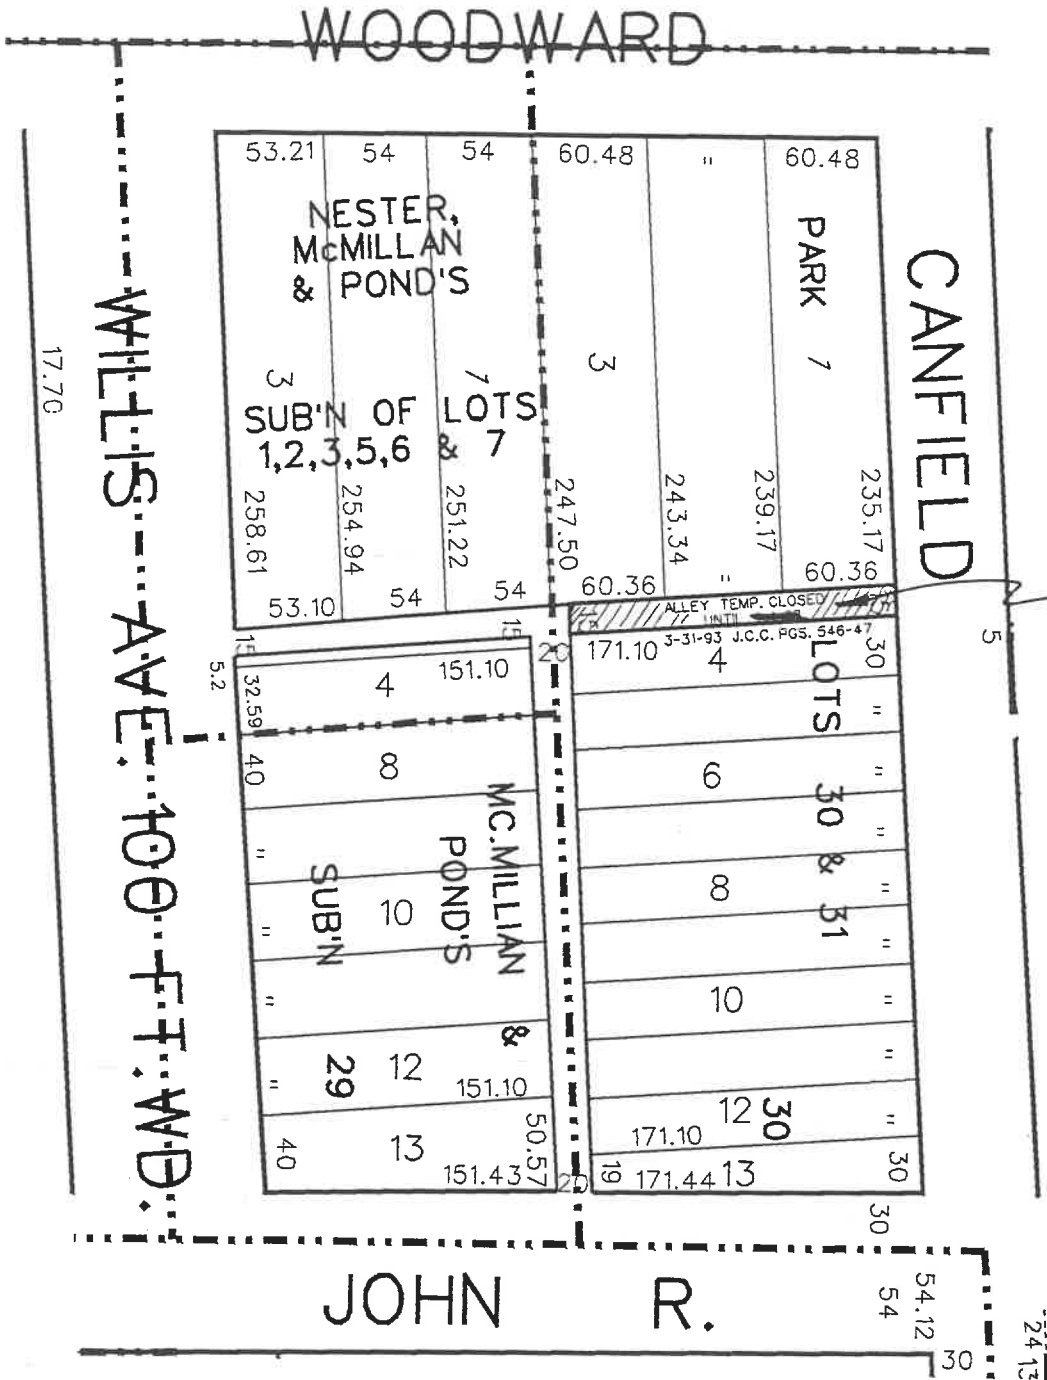 WOODWARD
53.21 54 54 60.48 " 60.48
NESTER,
McMILLAN
& POND'S
PARK 1
CANFIELD
3 1 3
SUB'N OF LOTS
1,2,3,5,6 & 7
17.70
WILLIS AVE. 100 FT. WD.
258.61 254.94 251.22 247.50 243.34 239.17 235.17
53.10 54 54 60.36 " 60.36
ALLEY TEMP. CLOSED
UNTIL
3-31-93 J.C.C. PGS. 546-47
15 15 20
5
5.2
32.59 4 151.10
171.10 4 30
LOTS 30 & 31
40 8
"
6 "
"
" 8 "
" 10 "
" 10 "
"
" 12 151.10
171.10 12 "
MC.MILLIAN &
POND'S
SUB'N
29
30
40 13 151.43 50.57
20
19 171.44 13 30
30
JOHN R.
54.12
54
30
24 13